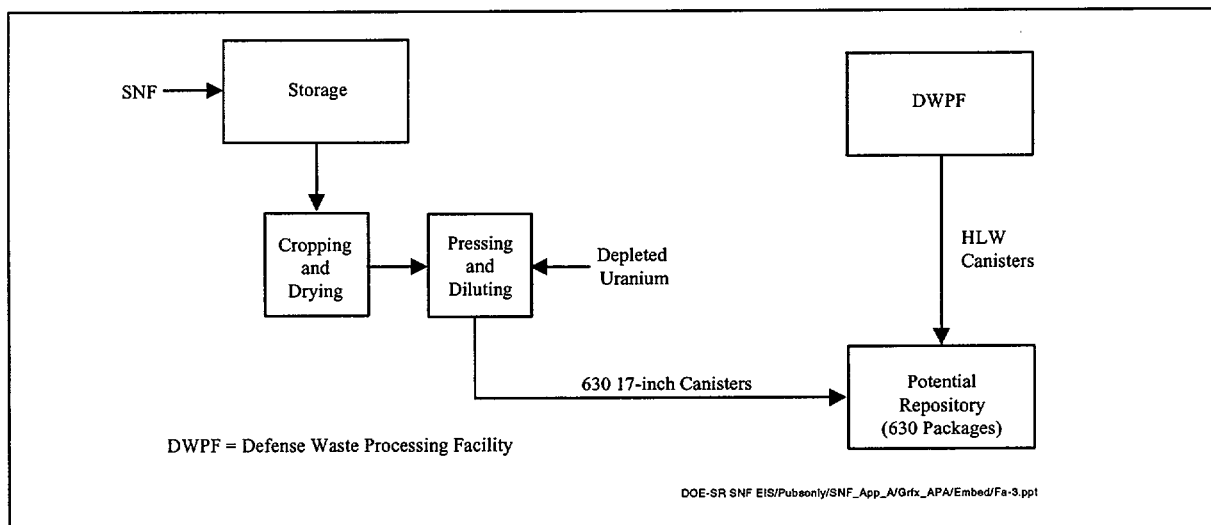 SNF
Storage
DWPF
Cropping
and
Drying
Pressing
and
Diluting
Depleted
Uranium
HLW
Canisters
630 17-inch Canisters
Potential
Repository
(630 Packages)
DWPF = Defense Waste Processing Facility
DOE-SR SNF EIS/Pubsonly/SNF_App_A/Grfx_APA/Embed/Fa-3.ppt